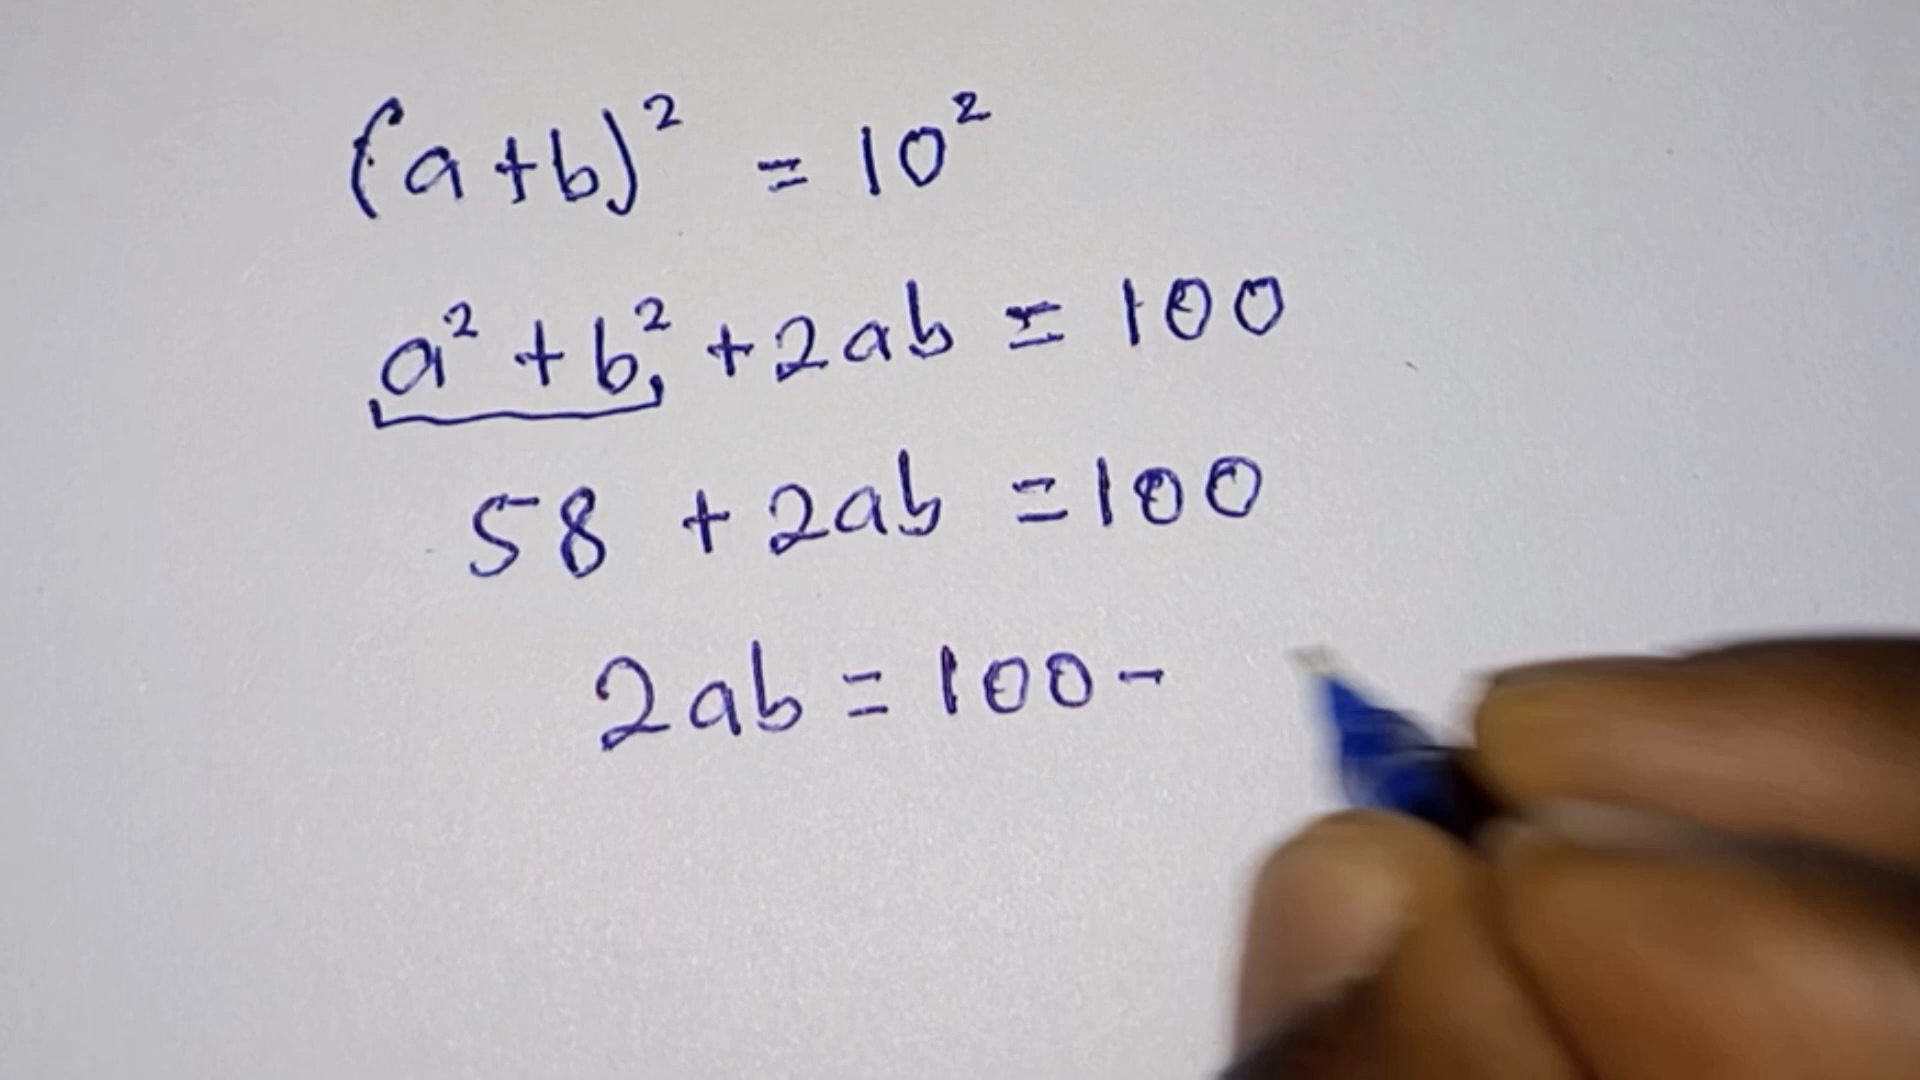 (a+b)² = 10²
a² + b² + 2ab = 100
58 + 2ab = 100
2ab = 100 -